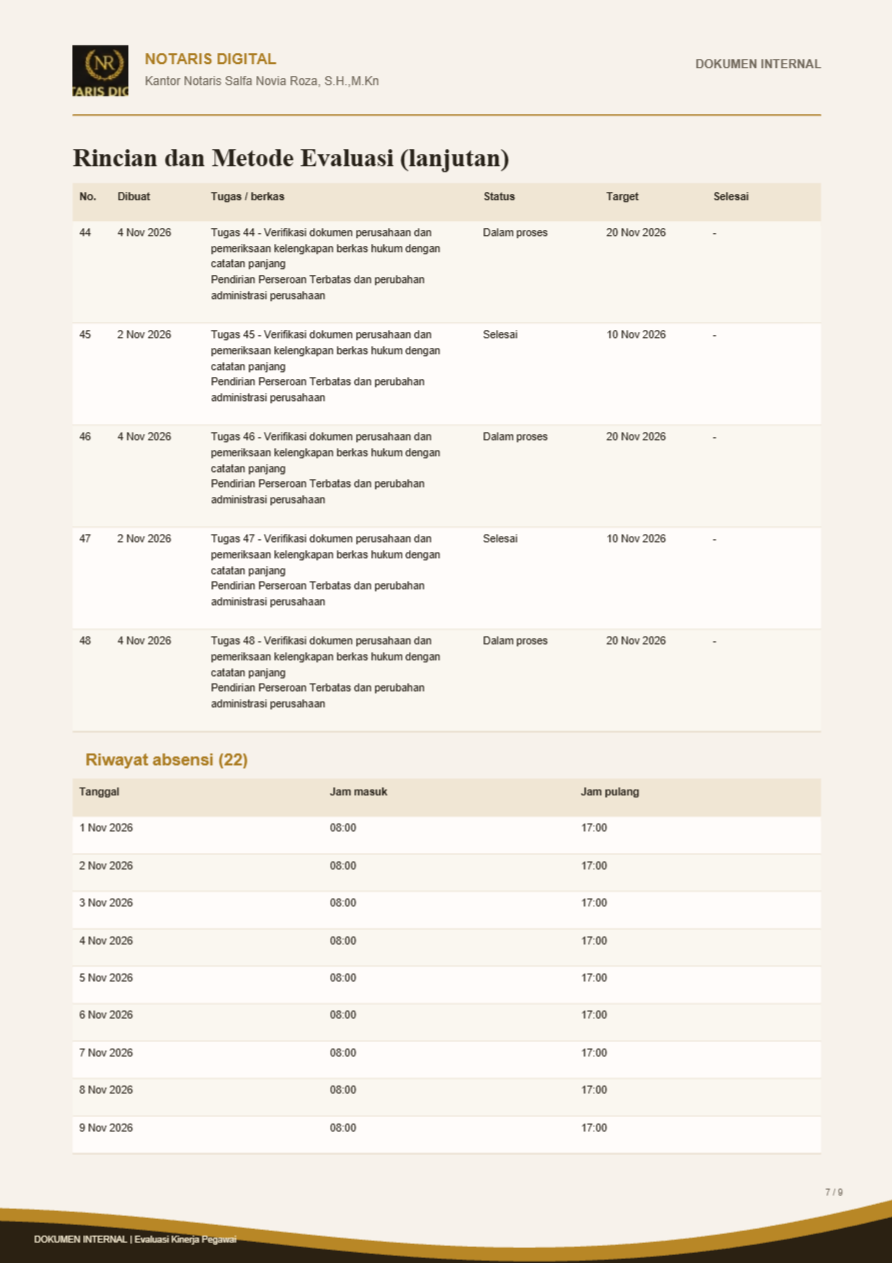 NR
TARIS DIG
NOTARIS DIGITAL
Kantor Notaris Salfa Novia Roza, S.H.,M.Kn
DOKUMEN INTERNAL
Rincian dan Metode Evaluasi (lanjutan)
No. Dibuat Tugas / berkas Status Target Selesai
44 4 Nov 2026 Tugas 44 - Verifikasi dokumen perusahaan dan Dalam proses 20 Nov 2026 -
pemeriksaan kelengkapan berkas hukum dengan
catatan panjang
Pendirian Perseroan Terbatas dan perubahan
administrasi perusahaan
45 2 Nov 2026 Tugas 45 - Verifikasi dokumen perusahaan dan Selesai 10 Nov 2026 -
pemeriksaan kelengkapan berkas hukum dengan
catatan panjang
Pendirian Perseroan Terbatas dan perubahan
administrasi perusahaan
46 4 Nov 2026 Tugas 46 - Verifikasi dokumen perusahaan dan Dalam proses 20 Nov 2026 -
pemeriksaan kelengkapan berkas hukum dengan
catatan panjang
Pendirian Perseroan Terbatas dan perubahan
administrasi perusahaan
47 2 Nov 2026 Tugas 47 - Verifikasi dokumen perusahaan dan Selesai 10 Nov 2026 -
pemeriksaan kelengkapan berkas hukum dengan
catatan panjang
Pendirian Perseroan Terbatas dan perubahan
administrasi perusahaan
48 4 Nov 2026 Tugas 48 - Verifikasi dokumen perusahaan dan Dalam proses 20 Nov 2026 -
pemeriksaan kelengkapan berkas hukum dengan
catatan panjang
Pendirian Perseroan Terbatas dan perubahan
administrasi perusahaan
Riwayat absensi (22)
Tanggal Jam masuk Jam pulang
1 Nov 2026 08:00 17:00
2 Nov 2026 08:00 17:00
3 Nov 2026 08:00 17:00
4 Nov 2026 08:00 17:00
5 Nov 2026 08:00 17:00
6 Nov 2026 08:00 17:00
7 Nov 2026 08:00 17:00
8 Nov 2026 08:00 17:00
9 Nov 2026 08:00 17:00
7 / 9
DOKUMEN INTERNAL | Evaluasi Kinerja Pegawai